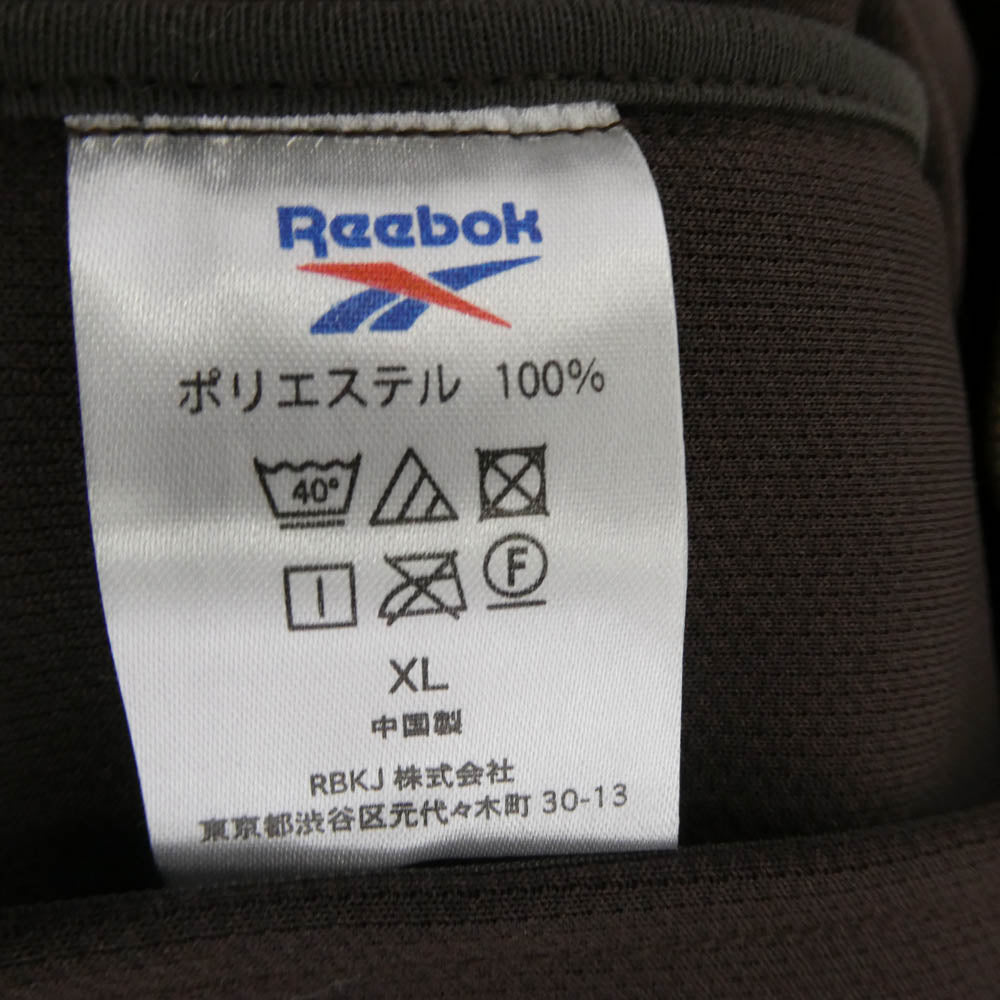 Reebok
ポリエステル 100%
40°
F
XL
中国製
RBKJ 株式会社
東京都渋谷区元代々木町 30-13